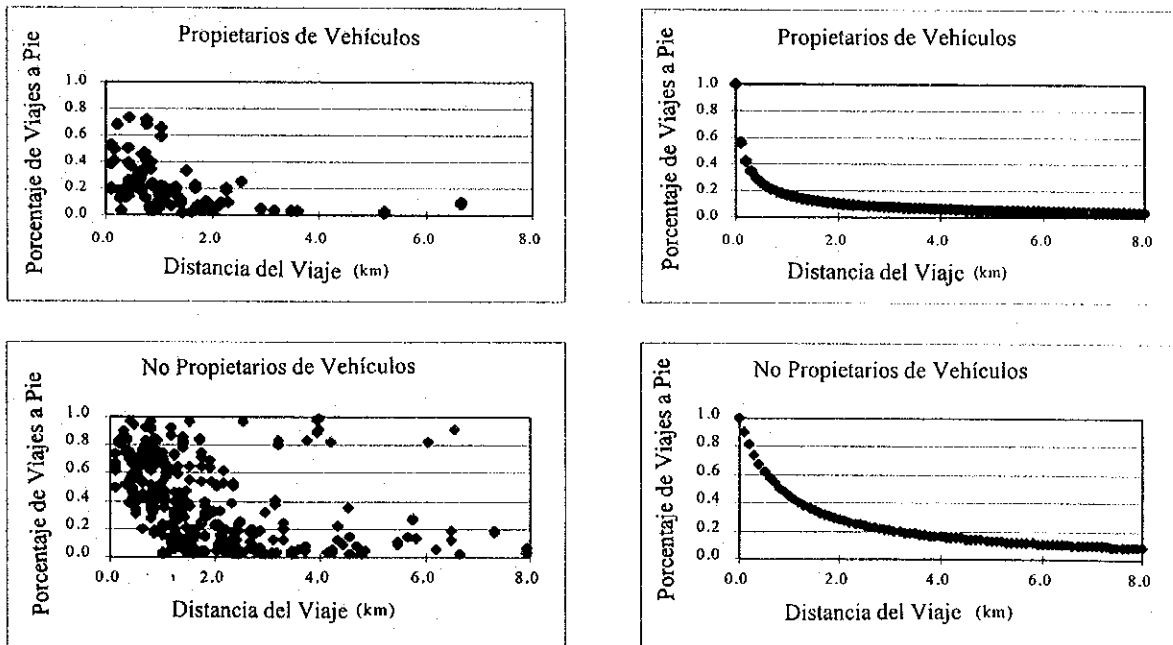 Propietarios de Vehículos
Porcentaje de Viajes a Pie
1.0
0.8
0.6
0.4
0.2
0.0
0.0 2.0 4.0 6.0 8.0
Distancia del Viaje (km)
Propietarios de Vehículos
Porcentaje de Viajes a Pie
1.0
0.8
0.6
0.4
0.2
0.0
0.0 2.0 4.0 6.0 8.0
Distancia del Viaje (km)
No Propietarios de Vehículos
Porcentaje de Viajes a Pie
1.0
0.8
0.6
0.4
0.2
0.0
0.0 2.0 4.0 6.0 8.0
Distancia del Viaje (km)
No Propietarios de Vehículos
Porcentaje de Viajes a Pie
1.0
0.8
0.6
0.4
0.2
0.0
0.0 2.0 4.0 6.0 8.0
Distancia del Viaje (km)